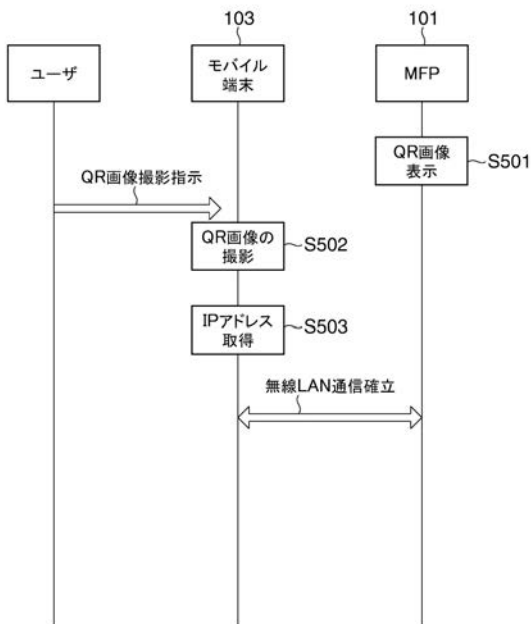 103
101
ユーザ
モバイル
端末
MFP
QR画像
表示
S501
QR画像撮影指示
QR画像の
撮影
S502
IPアドレス
取得
S503
無線LAN通信確立